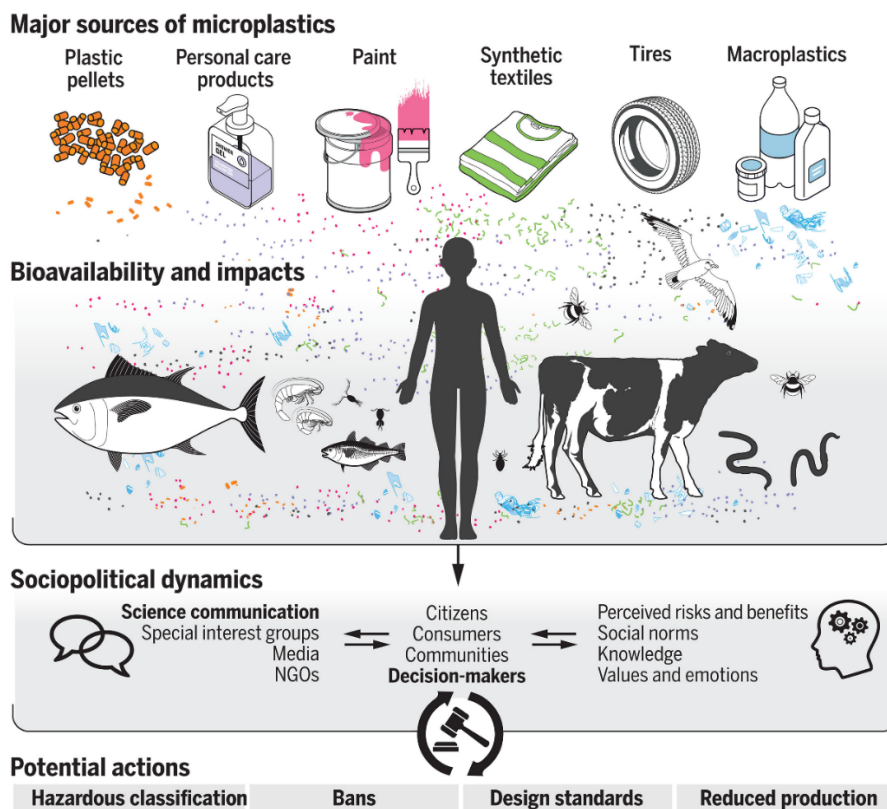 Major sources of microplastics
Plastic
pellets
Personal care
products
Paint
Synthetic
textiles
Tires
Macroplastics
GEL
Bioavailability and impacts
Sociopolitical dynamics
Science communication
Special interest groups
Media
NGOs
Citizens
Consumers
Communities
Decision-makers
Perceived risks and benefits
Social norms
Knowledge
Values and emotions
Potential actions
Hazardous classification
Bans
Design standards
Reduced production